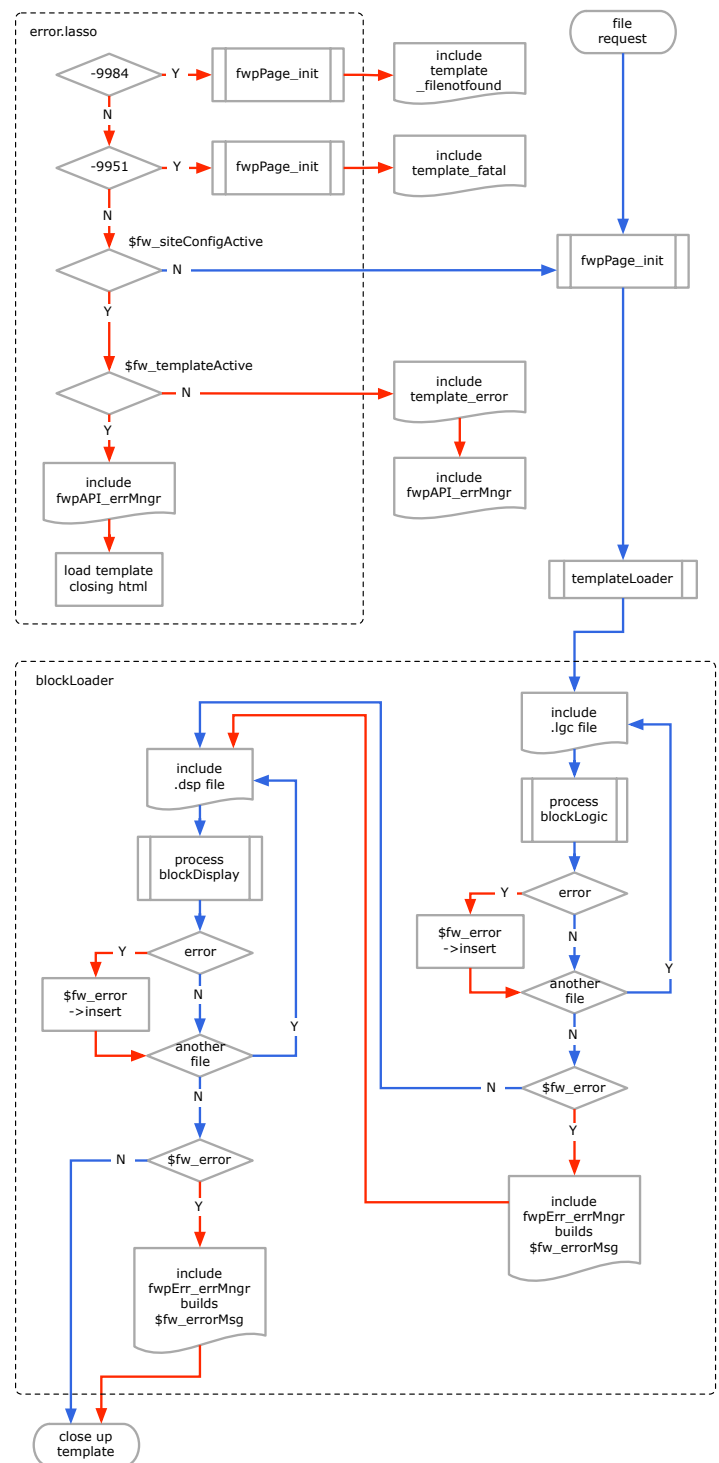 error.lasso
file
request
-9984
Y
fwpPage_init
include
template
_filenotfound
N
-9951
Y
fwpPage_init
include
template_fatal
N
$fw_siteConfigActive
N
fwpPage_init
Y
$fw_templateActive
N
include
template_error
Y
include
fwpAPI_errMngr
include
fwpAPI_errMngr
load template
closing html
templateLoader
blockLoader
include
.lgc file
process
blockLogic
error
Y
$fw_error
->insert
N
another
file
Y
N
$fw_error
N
Y
include
fwpErr_errMngr
builds
$fw_errorMsg
include
.dsp file
process
blockDisplay
error
Y
$fw_error
->insert
N
another
file
Y
N
$fw_error
N
Y
include
fwpErr_errMngr
builds
$fw_errorMsg
close up
template